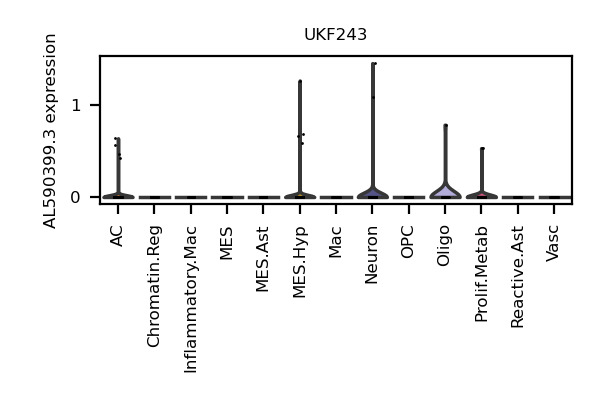 UKF243
AL590399.3 expression
1
0
AC
Chromatin.Reg
Inflammatory.Mac
MES
MES.Ast
MES.Hyp
Mac
Neuron
OPC
Oligo
Prolif.Metab
Reactive.Ast
Vasc